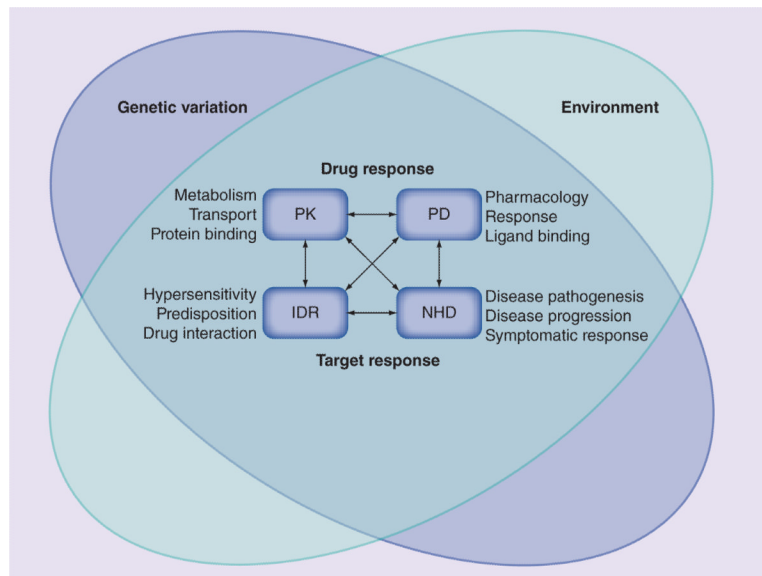 Genetic variation
Environment
Drug response
Metabolism
Transport
Protein binding
PK
PD
Pharmacology
Response
Ligand binding
Hypersensitivity
Predisposition
Drug interaction
IDR
NHD
Disease pathogenesis
Disease progression
Symptomatic response
Target response